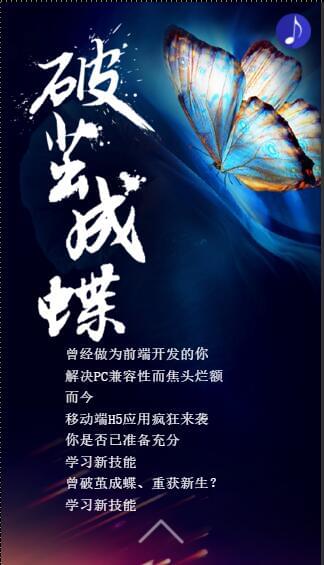 破茧成蝶
曾经做为前端开发的你
解决PC兼容性而焦头烂额
而今
移动端H5应用疯狂来袭
你是否已准备充分
学习新技能
曾破茧成蝶、重获新生?
学习新技能